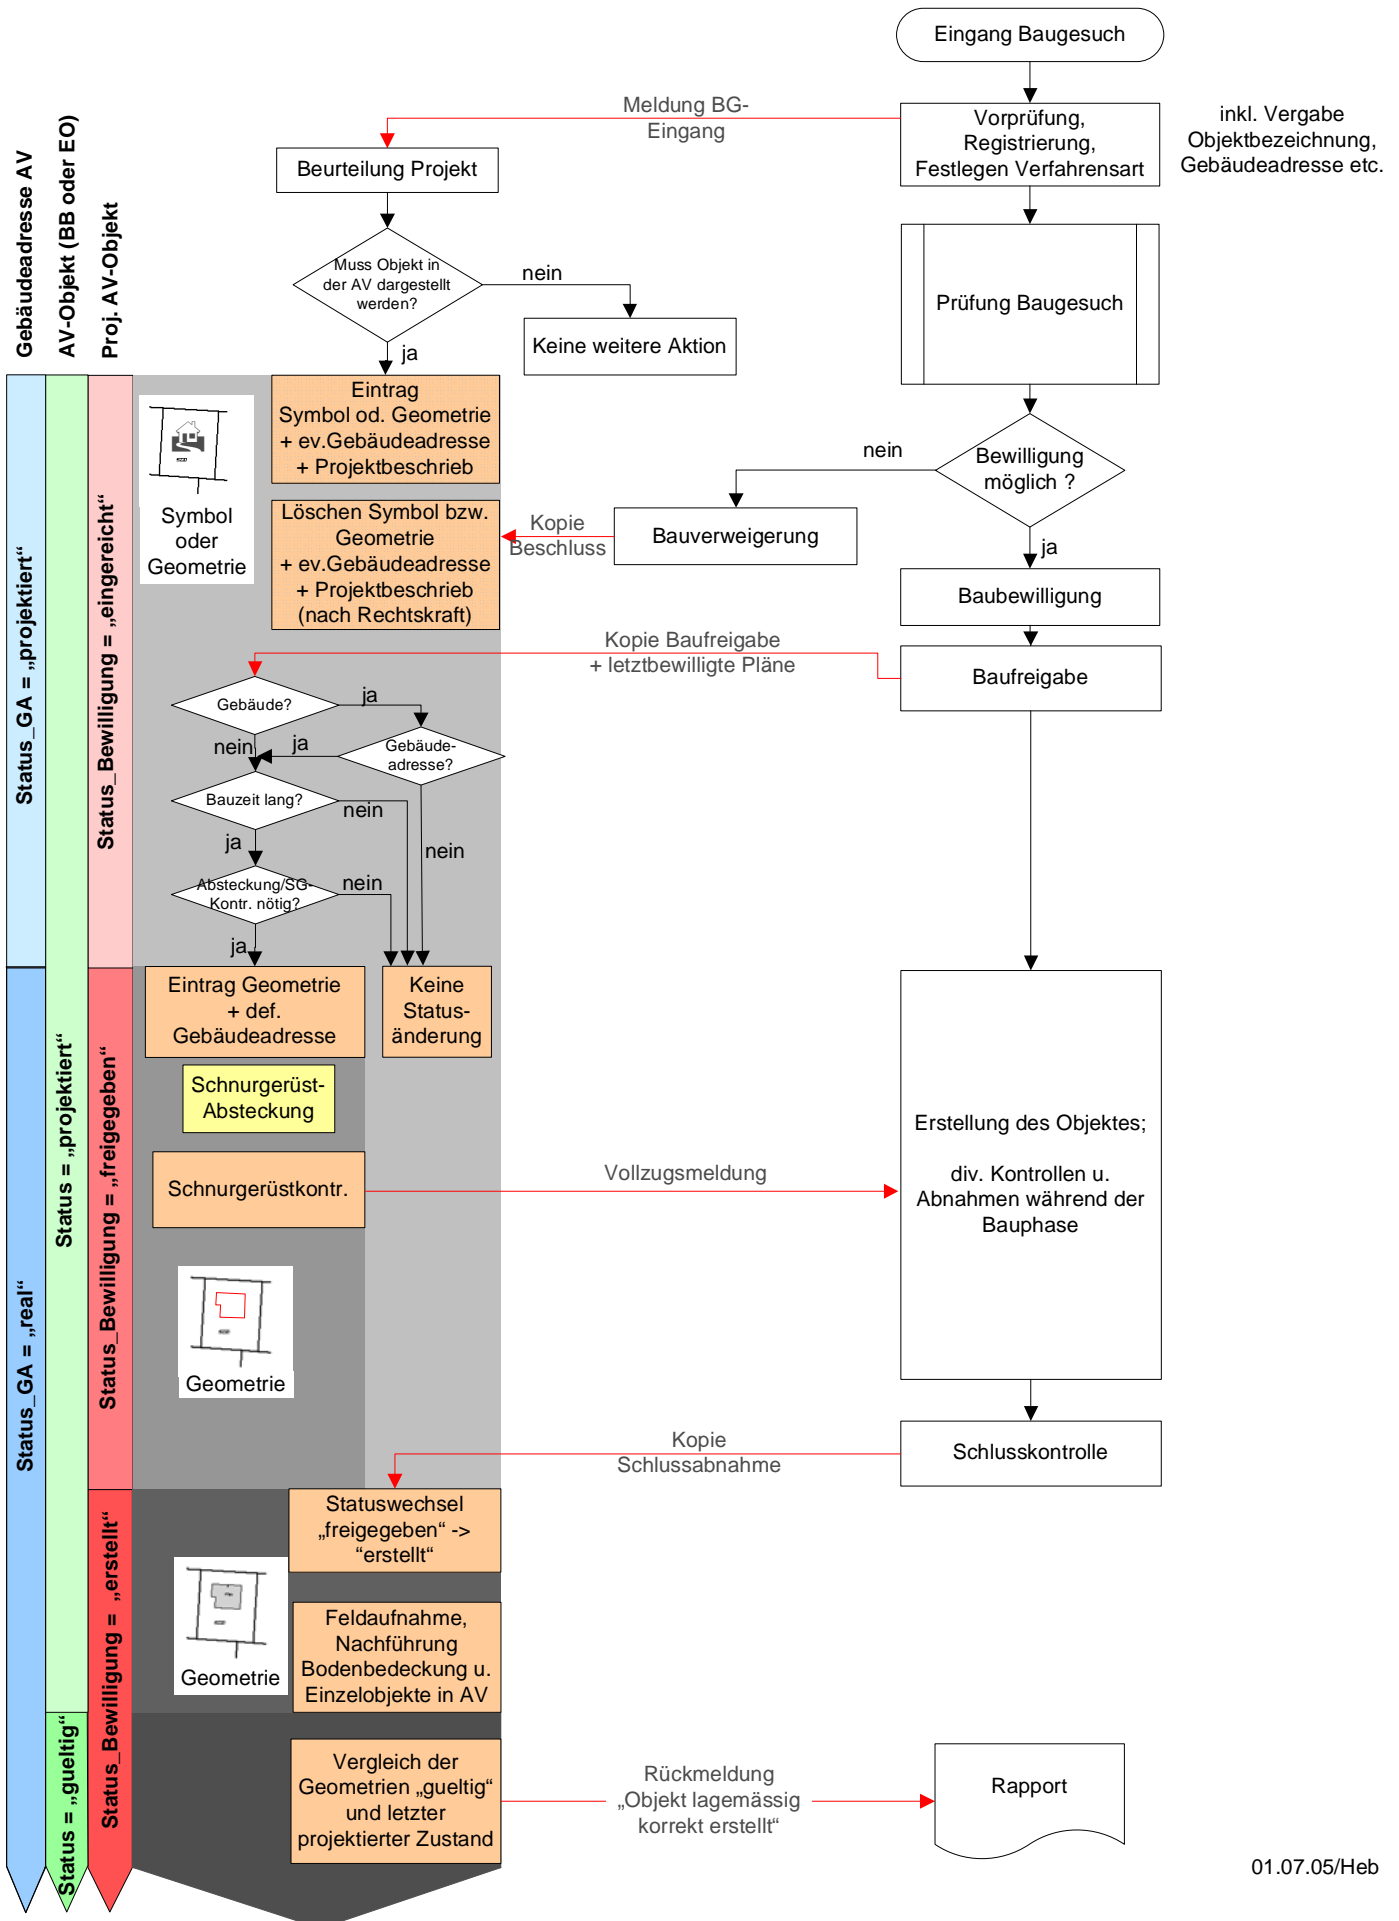 Eingang Baugesuch
Meldung BG-
Eingang
Vorprüfung,
Registrierung,
Festlegen Verfahrensart
inkl. Vergabe
Objektbezeichnung,
Gebäudeadresse etc.
Gebäudeadresse AV
AV-Objekt (BB oder EO)
Proj. AV-Objekt
Beurteilung Projekt
Muss Objekt in
der AV dargestellt
werden?
nein
Keine weitere Aktion
ja
Prüfung Baugesuch
Eintrag
Symbol od. Geometrie
+ ev.Gebäudeadresse
+ Projektbeschrieb
Symbol
oder
Geometrie
nein
Bewilligung
möglich ?
ja
Löschen Symbol bzw.
Geometrie
+ ev.Gebäudeadresse
+ Projektbeschrieb
(nach Rechtskraft)
Kopie
Beschluss
Bauverweigerung
Baubewilligung
Kopie Baufreigabe
+ letztbewilligte Pläne
Baufreigabe
Status_GA = „projektiert“
Status_Bewilligung = „eingereicht“
Gebäude?
ja
nein
ja
Gebäude-
adresse?
Bauzeit lang?
nein
nein
ja
Absteckung/SG-
Kontr. nötig?
nein
ja
Eintrag Geometrie
+ def.
Gebäudeadresse
Keine
Status-
änderung
Status_GA = „real“
Status = „projektiert“
Status_Bewilligung = „freigegeben“
Schnurgerüst-
Absteckung
Schnurgerüstkontr.
Vollzugsmeldung
Erstellung des Objektes;
div. Kontrollen u.
Abnahmen während der
Bauphase
Geometrie
Kopie
Schlussabnahme
Schlusskontrolle
Statuswechsel
„freigegeben“ ->
“erstellt“
Status_Bewilligung = „erstellt“
Geometrie
Feldaufnahme,
Nachführung
Bodenbedeckung u.
Einzelobjekte in AV
Status = „gueltig“
Vergleich der
Geometrien „gueltig“
und letzter
projektierter Zustand
Rückmeldung
„Objekt lagemässig
korrekt erstellt“
Rapport
01.07.05/Heb